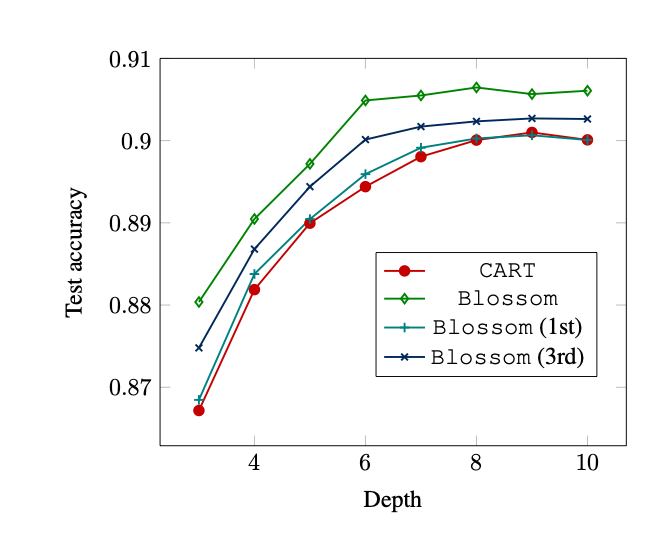 0.91
0.9
0.89
0.88
0.87
Test accuracy
CART
Blossom
Blossom (1st)
Blossom (3rd)
4 6 8 10
Depth